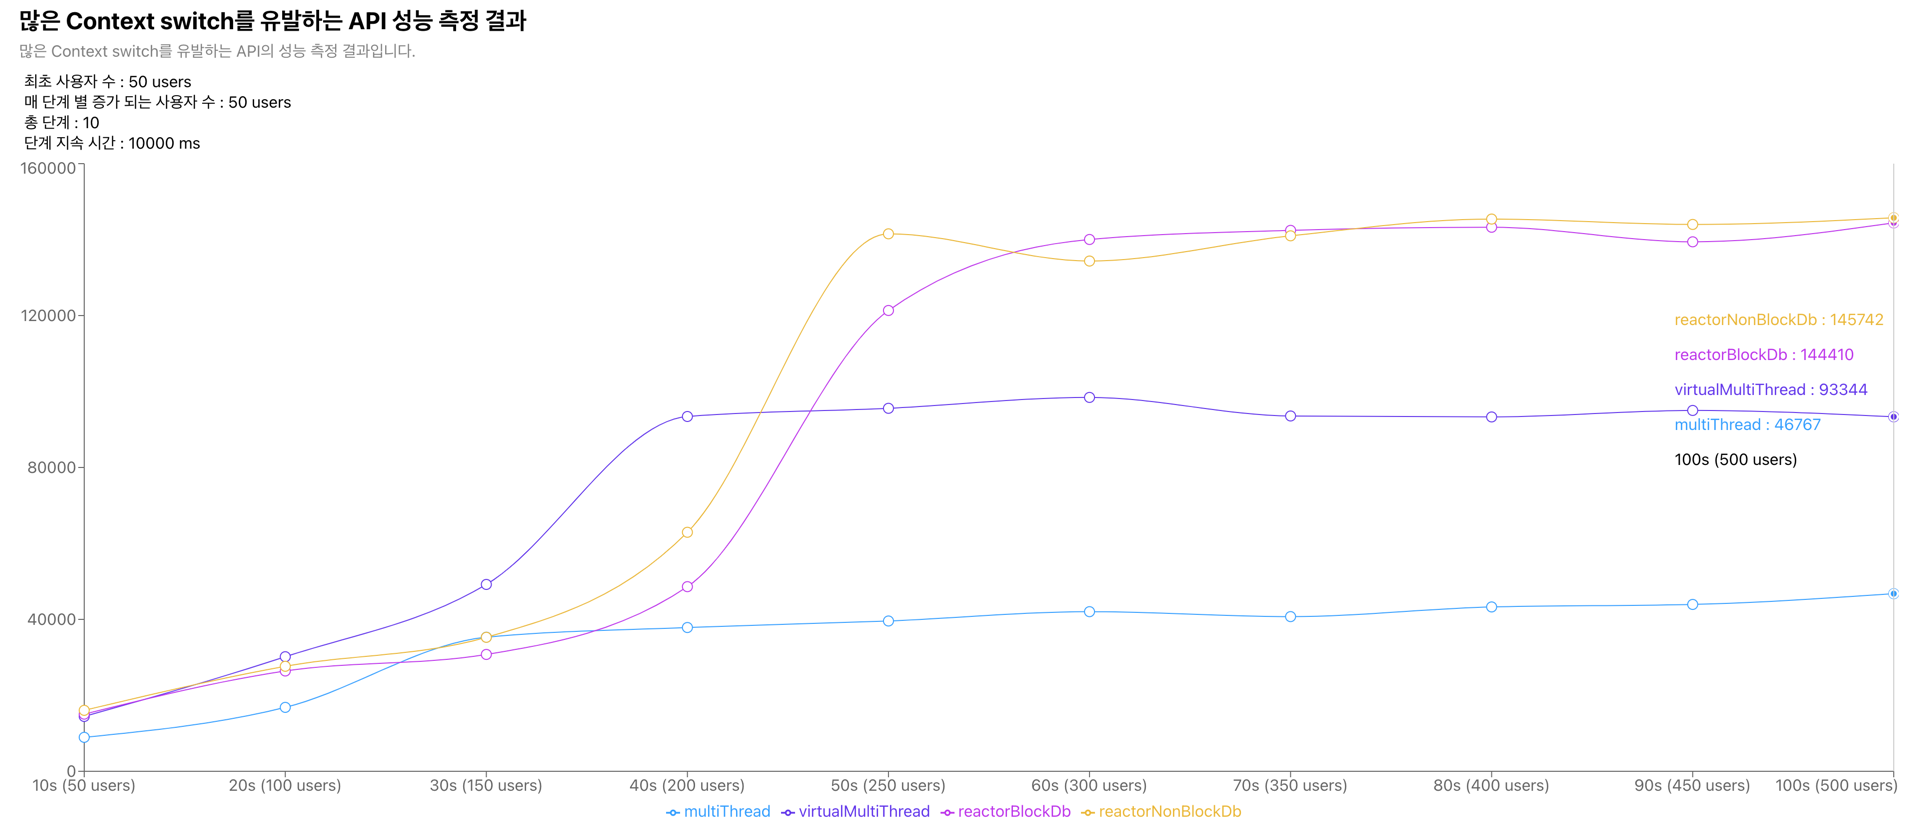 많은 Context switch를 유발하는 API 성능 측정 결과
많은 Context switch를 유발하는 API의 성능 측정 결과입니다.
최초 사용자 수 : 50 users
매 단계 별 증가 되는 사용자 수 : 50 users
총 단계 : 10
단계 지속 시간 : 10000 ms
160000
120000
80000
40000
0
reactorNonBlockDb : 145742
reactorBlockDb : 144410
virtualMultiThread : 93344
multiThread : 46767
100s (500 users)
10s (50 users) 20s (100 users) 30s (150 users) 40s (200 users) 50s (250 users) 60s (300 users) 70s (350 users) 80s (400 users) 90s (450 users) 100s (500 users)
multiThread virtualMultiThread reactorBlockDb reactorNonBlockDb